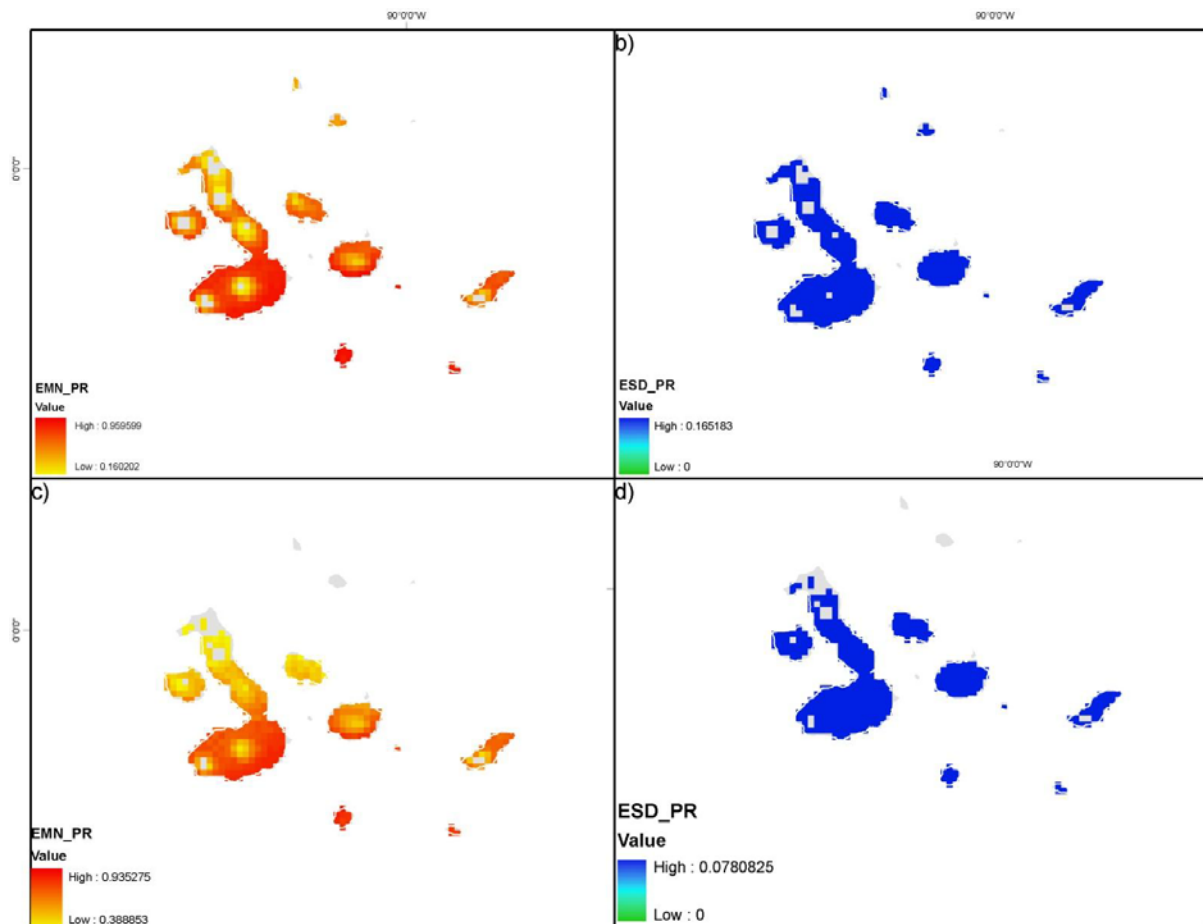 90°0'0"W
90°0'0"W
b)
0°0'0"
EMN_PR
Value
High : 0.959599
Low : 0.160202
ESD_PR
Value
High : 0.165183
Low : 0
90°0'0"W
c)
d)
0°0'0"
EMN_PR
Value
High : 0.935275
Low : 0.388853
ESD_PR
Value
High : 0.0780825
Low : 0